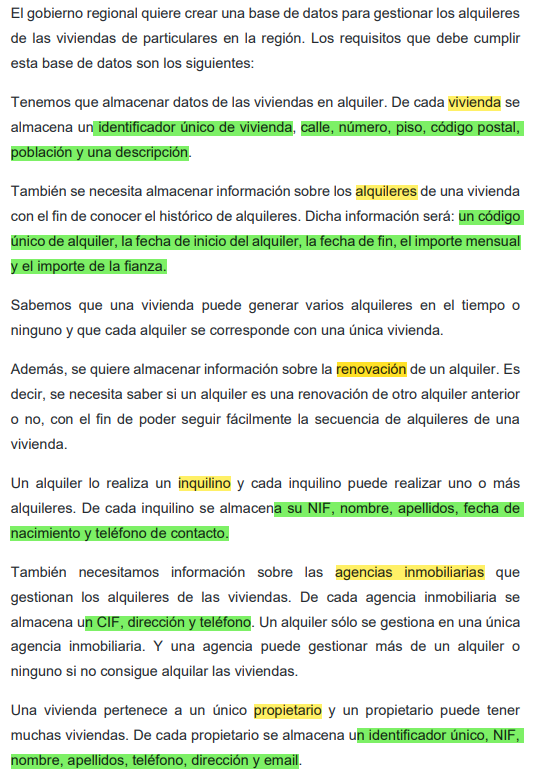 El gobierno regional quiere crear una base de datos para gestionar los alquileres
de las viviendas de particulares en la región. Los requisitos que debe cumplir
esta base de datos son los siguientes:
Tenemos que almacenar datos de las viviendas en alquiler. De cada vivienda se
almacena un identificador único de vivienda, calle, número, piso, código postal,
población y una descripción.
También se necesita almacenar información sobre los alquileres de una vivienda
con el fin de conocer el histórico de alquileres. Dicha información será: un código
único de alquiler, la fecha de inicio del alquiler, la fecha de fin, el importe mensual
y el importe de la fianza.
Sabemos que una vivienda puede generar varios alquileres en el tiempo o
ninguno y que cada alquiler se corresponde con una única vivienda.
Además, se quiere almacenar información sobre la renovación de un alquiler. Es
decir, se necesita saber si un alquiler es una renovación de otro alquiler anterior
o no, con el fin de poder seguir fácilmente la secuencia de alquileres de una
vivienda.
Un alquiler lo realiza un inquilino y cada inquilino puede realizar uno o más
alquileres. De cada inquilino se almacena su NIF, nombre, apellidos, fecha de
nacimiento y teléfono de contacto.
También necesitamos información sobre las agencias inmobiliarias que
gestionan los alquileres de las viviendas. De cada agencia inmobiliaria se
almacena un CIF, dirección y teléfono. Un alquiler sólo se gestiona en una única
agencia inmobiliaria. Y una agencia puede gestionar más de un alquiler o
ninguno si no consigue alquilar las viviendas.
Una vivienda pertenece a un único propietario y un propietario puede tener
muchas viviendas. De cada propietario se almacena un identificador único, NIF,
nombre, apellidos, teléfono, dirección y email.